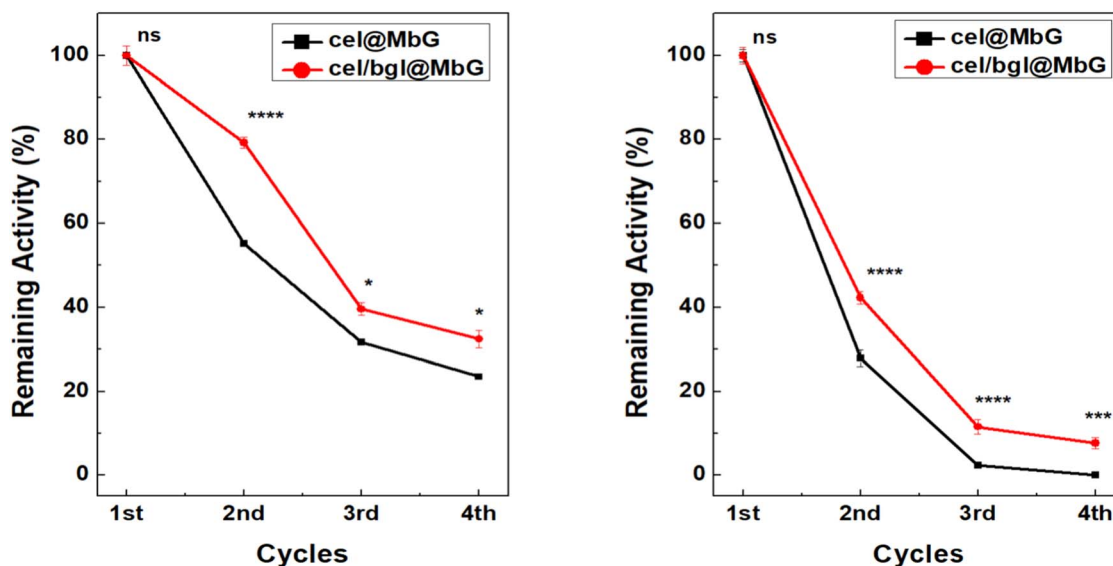 cel@MbG
cel/bgl@MbG
ns
****
*
*
100
80
60
40
20
0
Remaining Activity (%)
1st 2nd 3rd 4th
Cycles
cel@MbG
cel/bgl@MbG
ns
****
****
***
100
80
60
40
20
0
Remaining Activity (%)
1st 2nd 3rd 4th
Cycles